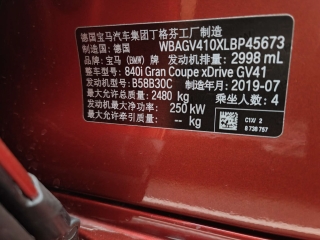 德国宝马汽车集团丁格芬工厂制造
制造国: 德国 WBAGV410XLBP45673
品牌: 宝马 (BMW) 牌 发动机排量: 2998 mL
整车型号: 840i Gran Coupe xDrive GV41
发动机型号: B58B30C 制造年月: 2019-07
最大允许总质量: 2480 kg 乘坐人数: 4
发动机最大净功率: 250 kW
最大允许牵引质量: -- kg
C1X/ 2
8 738 757